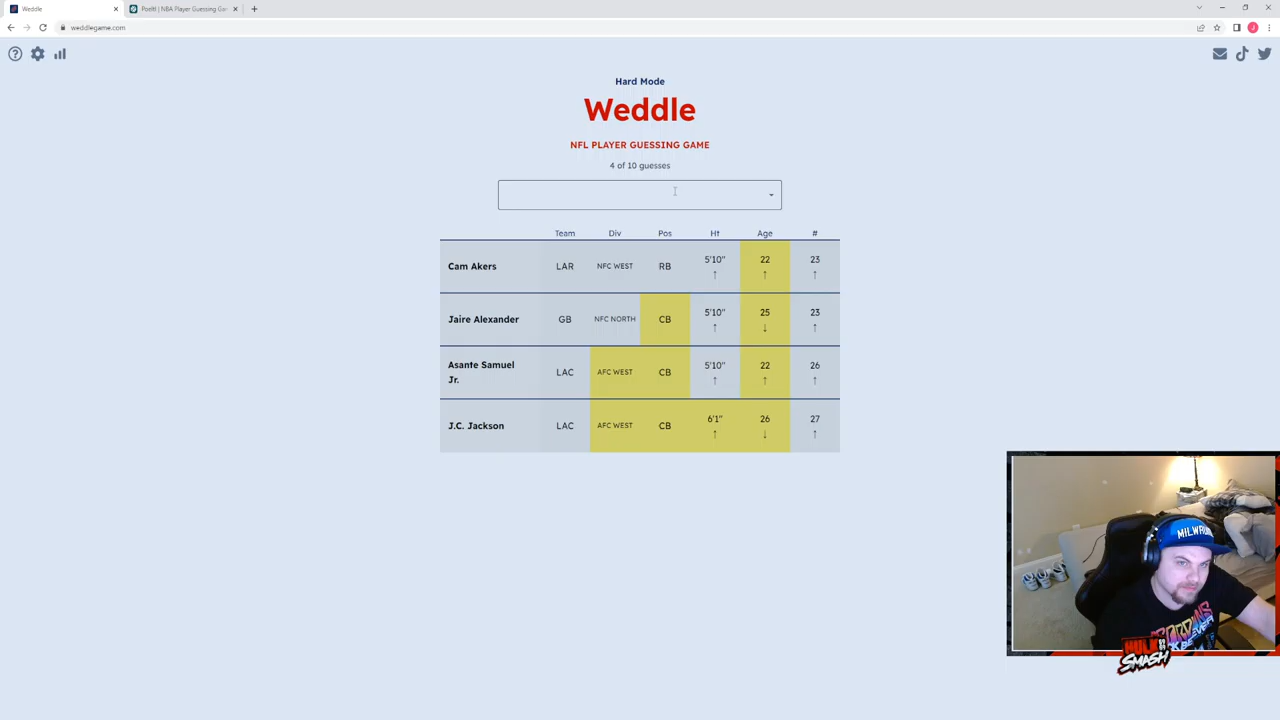 Weddle
Poeltl | NBA Player Guessing Ga
weddlegame.com
Hard Mode
Weddle
NFL PLAYER GUESSING GAME
4 of 10 guesses
Team Div Pos Ht Age #
Cam Akers LAR NFC WEST RB 5'10" ↑ 22 ↑ 23 ↑
Jaire Alexander GB NFC NORTH CB 5'10" ↑ 25 ↓ 23 ↑
Asante Samuel Jr. LAC AFC WEST CB 5'10" ↑ 22 ↑ 26 ↑
J.C. Jackson LAC AFC WEST CB 6'1" ↑ 26 ↓ 27 ↑
HULK
SMASH